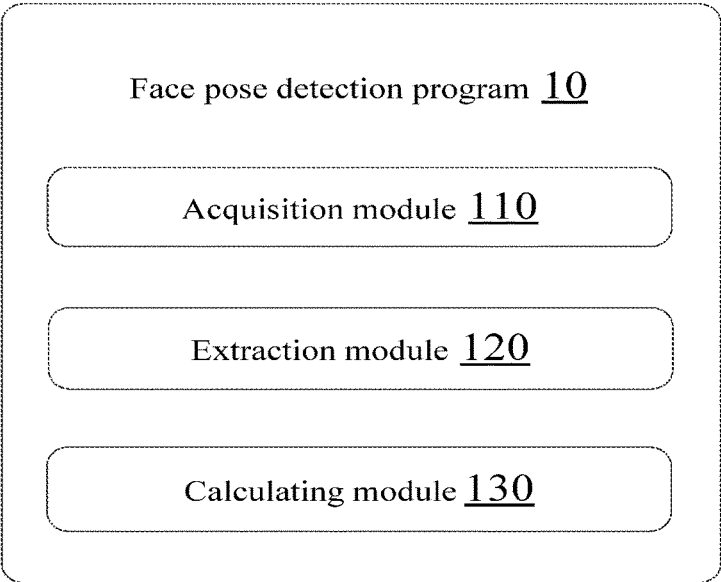 Face pose detection program 10
Acquisition module 110
Extraction module 120
Calculating module 130